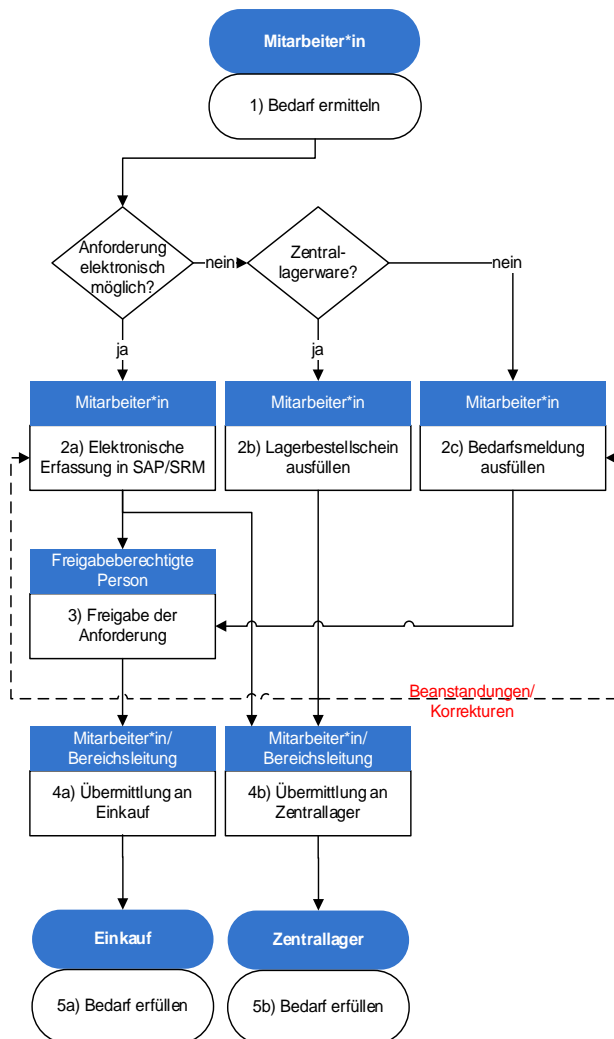 Mitarbeiter*in
1) Bedarf ermitteln
Anforderung
elektronisch
möglich?
nein
Zentral-
lagerware?
nein
ja
ja
Mitarbeiter*in
2a) Elektronische
Erfassung in SAP/SRM
Mitarbeiter*in
2b) Lagerbestellschein
ausfüllen
Mitarbeiter*in
2c) Bedarfsmeldung
ausfüllen
Freigabeberechtigte
Person
3) Freigabe der
Anforderung
Beanstandungen/
Korrekturen
Mitarbeiter*in/
Bereichsleitung
4a) Übermittlung an
Einkauf
Mitarbeiter*in/
Bereichsleitung
4b) Übermittlung an
Zentrallager
Einkauf
5a) Bedarf erfüllen
Zentrallager
5b) Bedarf erfüllen